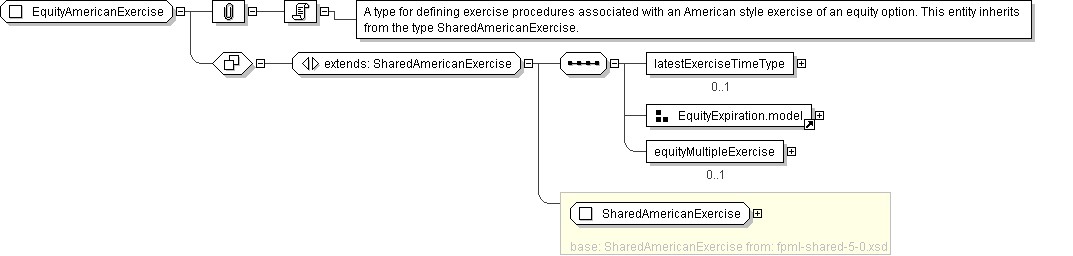 EquityAmericanExercise
A type for defining exercise procedures associated with an American style exercise of an equity option. This entity inherits
from the type SharedAmericanExercise.
extends: SharedAmericanExercise
latestExerciseTimeType
0..1
EquityExpiration.model
equityMultipleExercise
0..1
SharedAmericanExercise
base: SharedAmericanExercise from: fpml-shared-5-0.xsd